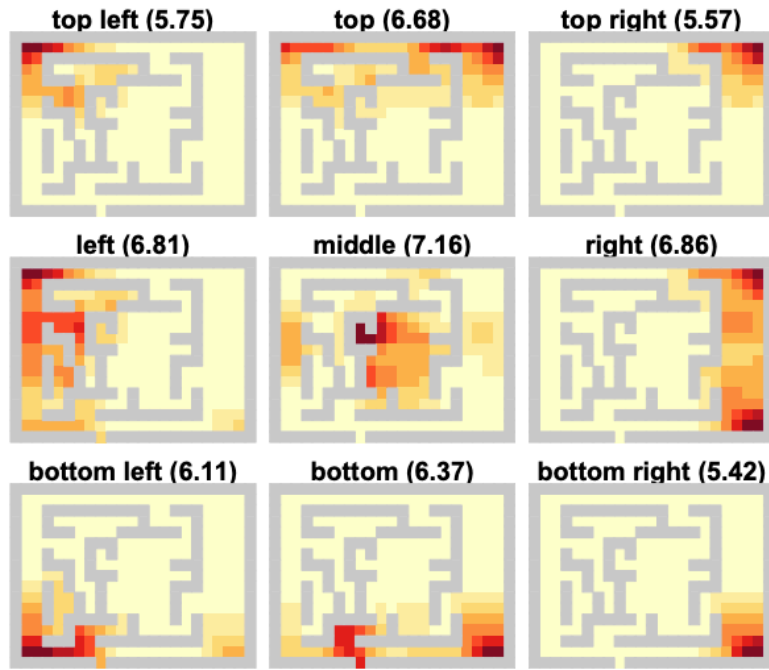 top left (5.75) top (6.68) top right (5.57)
left (6.81) middle (7.16) right (6.86)
bottom left (6.11) bottom (6.37) bottom right (5.42)